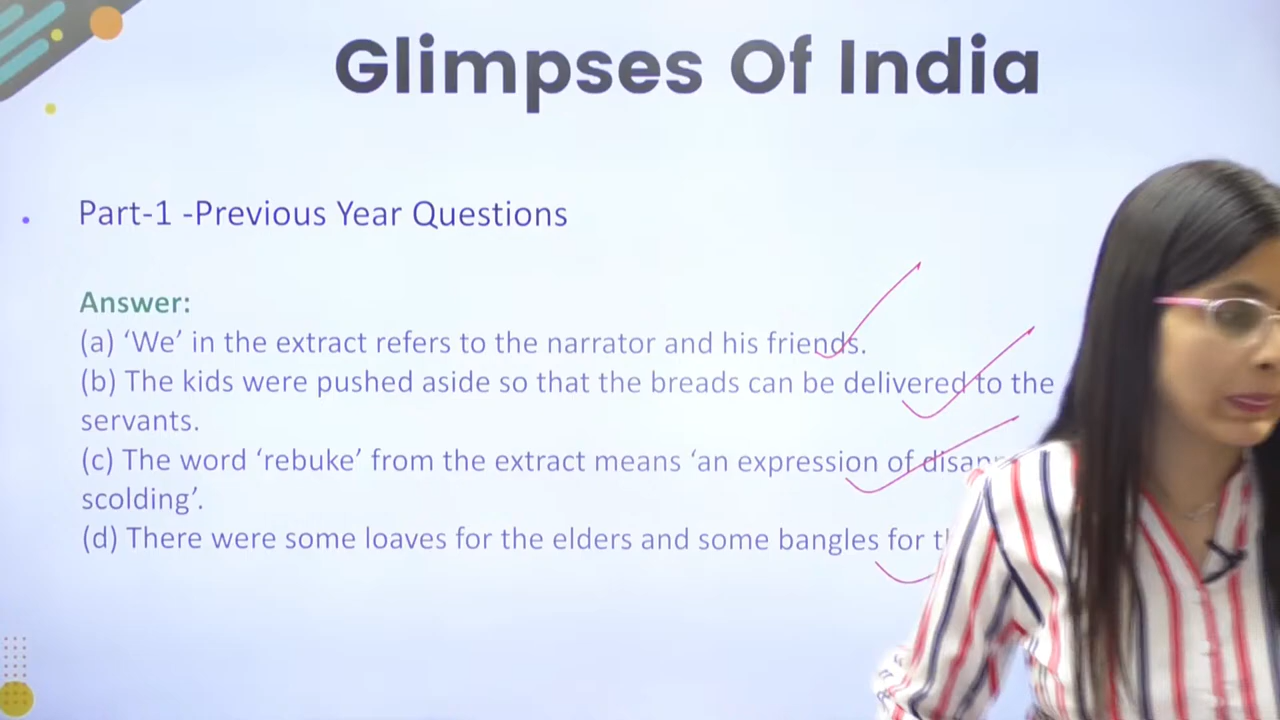 Glimpses Of India
Part-1 -Previous Year Questions
Answer:
(a) ‘We’ in the extract refers to the narrator and his friends.
(b) The kids were pushed aside so that the breads can be delivered to the
servants.
(c) The word ‘rebuke’ from the extract means ‘an expression of
scolding’.
(d) There were some loaves for the elders and some bangles for